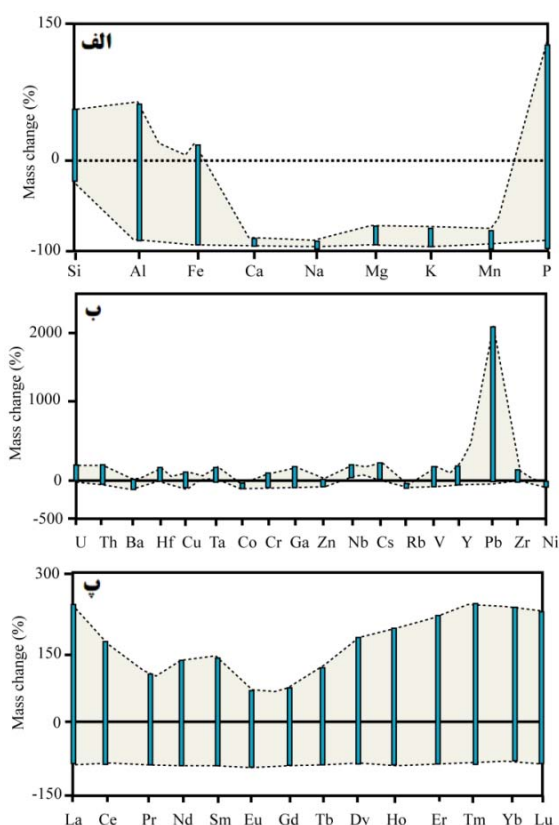 الف
150
0
-100
Mass change (%)
Si Al Fe Ca Na Mg K Mn P
ب
2000
1000
0
-500
Mass change (%)
U Th Ba Hf Cu Ta Co Cr Ga Zn Nb Cs Rb V Y Pb Zr Ni
پ
300
150
0
-150
Mass change (%)
La Ce Pr Nd Sm Eu Gd Tb Dy Ho Er Tm Yb Lu